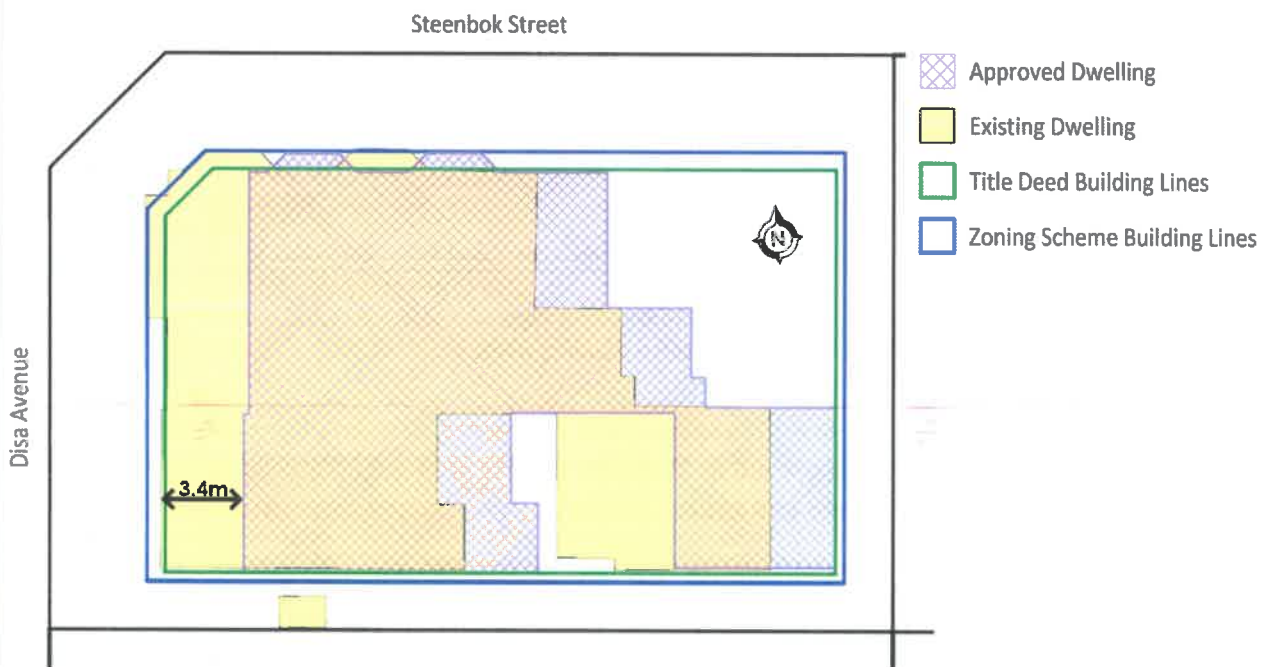 Steenbok Street
Approved Dwelling
Existing Dwelling
Title Deed Building Lines
Zoning Scheme Building Lines
N
Disa Avenue
3.4m